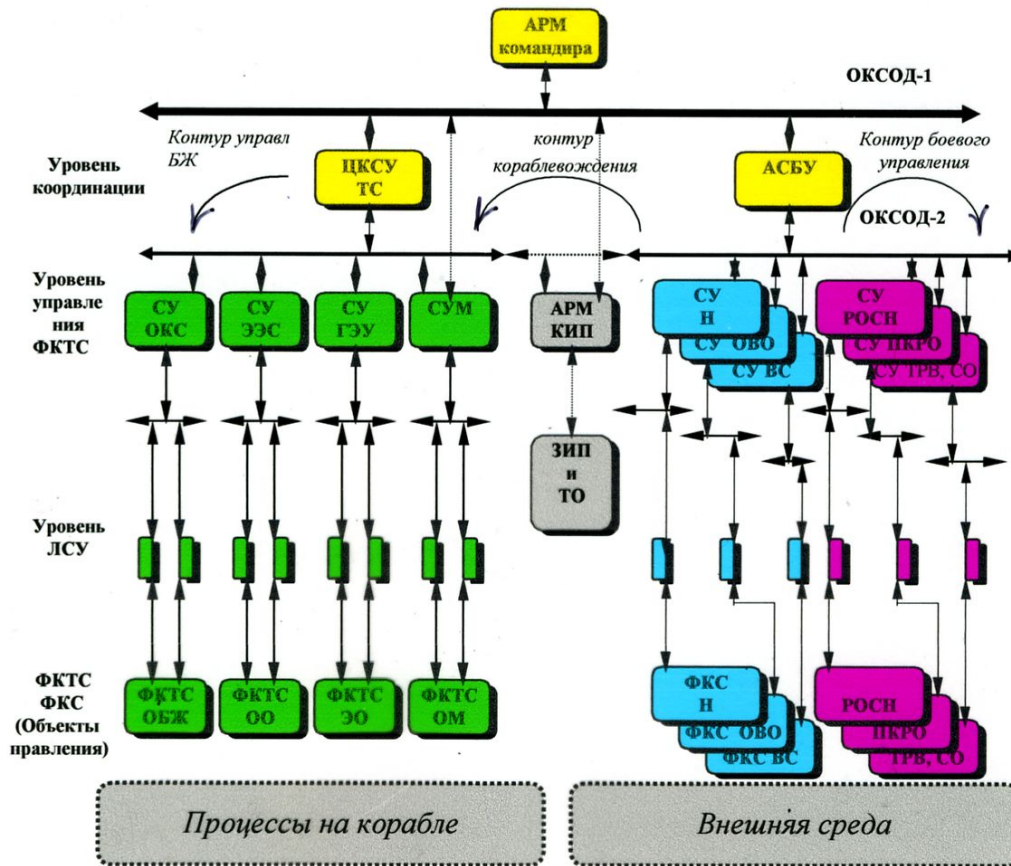 АРМ
командира
ОКСОД-1
Контур управл
БЖ
контур
кораблевождения
Контур боевого
управления
Уровень
координации
ЦКСУ
ТС
АСБУ
ОКСОД-2
Уровень
управле
ния
ФКТС
СУ
ОКС
СУ
ЭЭС
СУ
ГЭУ
СУМ
АРМ
КИП
СУ
Н
СУ ОВО
СУ ВС
СУ
РОСН
СУ ПКРО
СУ ТРВ, СО
ЗИП
и
ТО
Уровень
ЛСУ
ФКТС
ФКС
(Объекты
правления)
ФКТС
ОБЖ
ФКТС
ОО
ФКТС
ЭО
ФКТС
ОМ
ФКС
Н
ФКС ОВО
ФКС ВС
РОСН
ПКРО
ТРВ, СО
Процессы на корабле
Внешняя среда